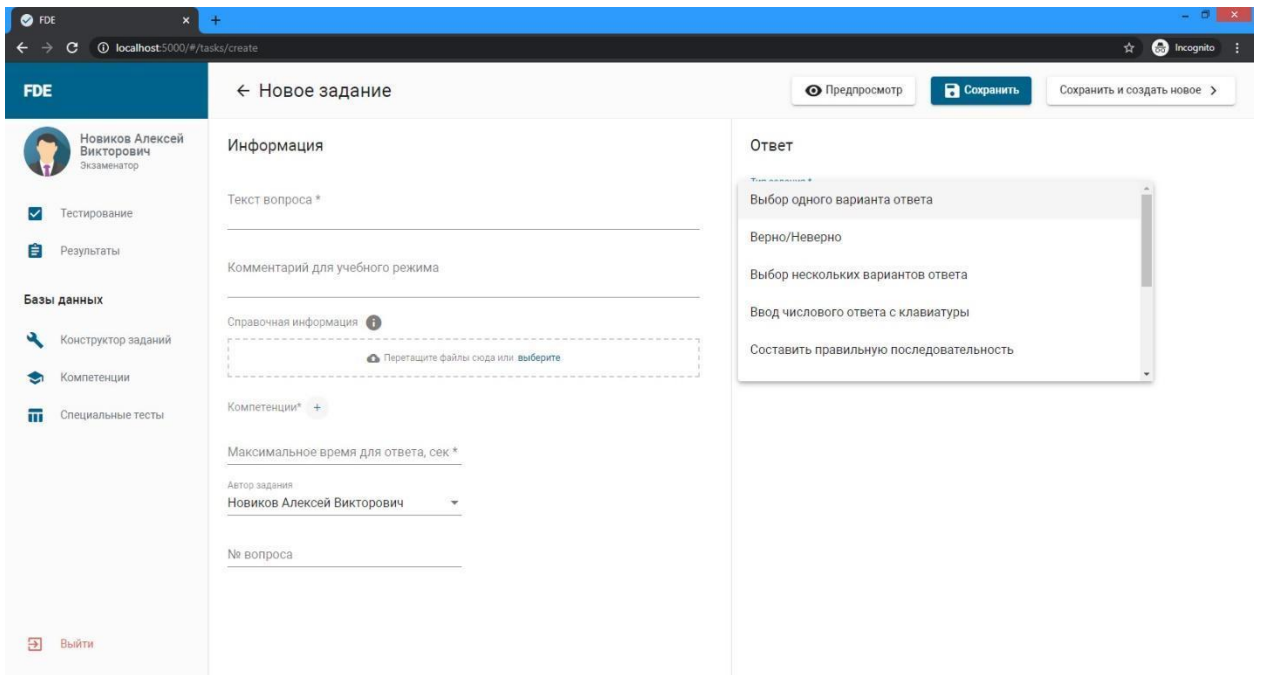 FDE
localhost:5000/#/tasks/create
Incognito
FDE
Новое задание
Предпросмотр
Сохранить
Сохранить и создать новое
Новиков Алексей
Викторович
Экзаменатор
Тестирование
Результаты
Базы данных
Конструктор заданий
Компетенции
Специальные тесты
Выйти
Информация
Текст вопроса *
Комментарий для учебного режима
Справочная информация
Перетащите файлы сюда или выберите
Компетенции* +
Максимальное время для ответа, сек *
Автор задания
Новиков Алексей Викторович
№ вопроса
Ответ
Тип задания *
Выбор одного варианта ответа
Верно/Неверно
Выбор нескольких вариантов ответа
Ввод числового ответа с клавиатуры
Составить правильную последовательность